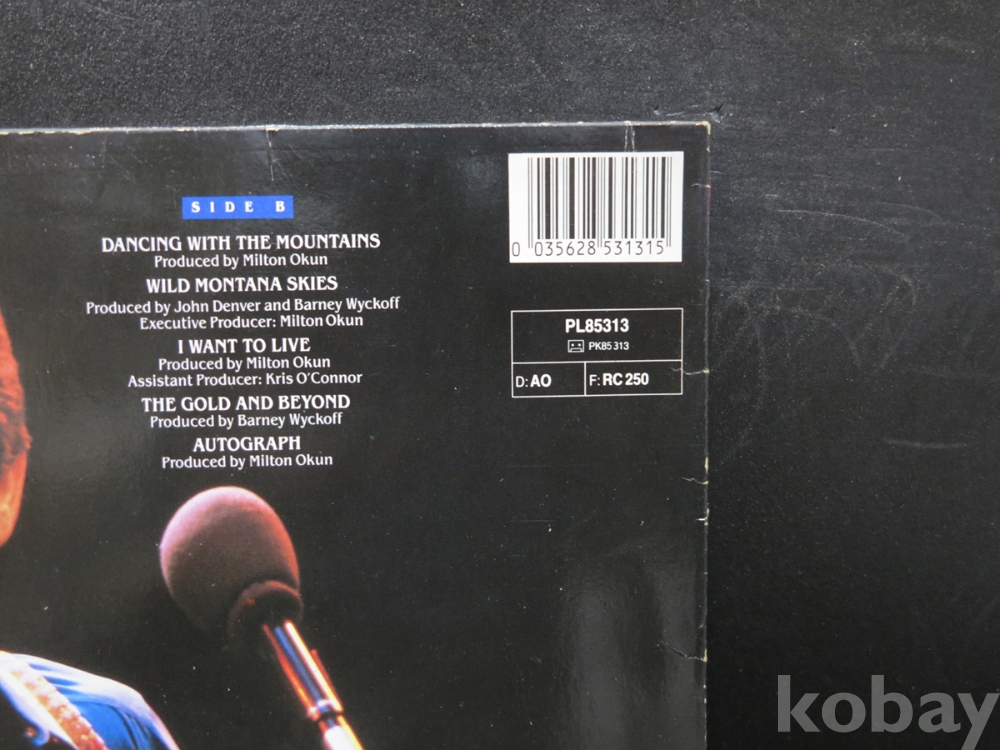 SIDE B
DANCING WITH THE MOUNTAINS
Produced by Milton Okun
WILD MONTANA SKIES
Produced by John Denver and Barney Wyckoff
Executive Producer: Milton Okun
I WANT TO LIVE
Produced by Milton Okun
Assistant Producer: Kris O'Connor
THE GOLD AND BEYOND
Produced by Barney Wyckoff
AUTOGRAPH
Produced by Milton Okun
0 035628 531315
PL85313
PK85313
D: AO F: RC 250
kobay